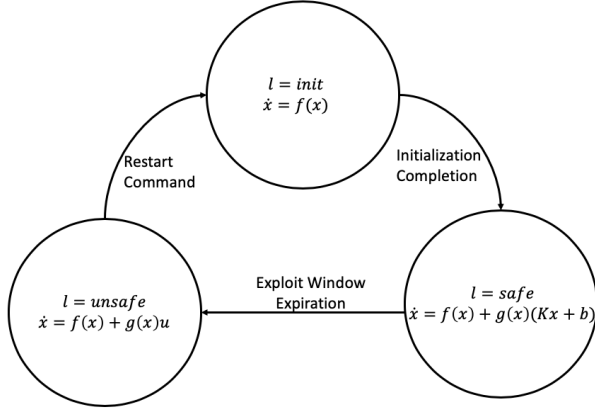 l = init
ẋ = f(x)
Restart
Command
Initialization
Completion
l = unsafe
ẋ = f(x) + g(x)u
Exploit Window
Expiration
l = safe
ẋ = f(x) + g(x)(Kx + b)